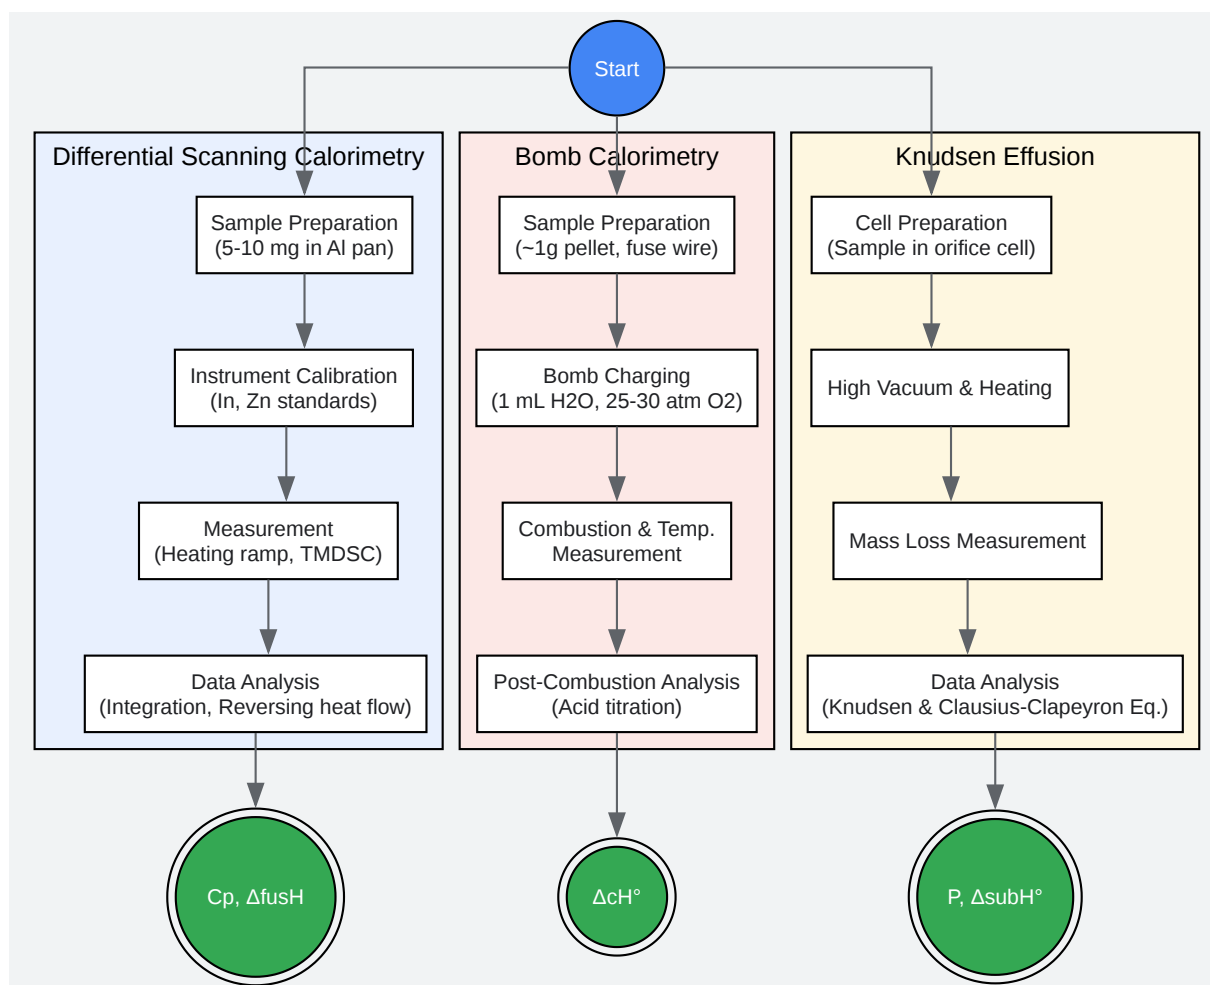 Start
Differential Scanning Calorimetry
Sample Preparation
(5-10 mg in Al pan)
Instrument Calibration
(In, Zn standards)
Measurement
(Heating ramp, TMDSC)
Data Analysis
(Integration, Reversing heat flow)
Cp, ΔfusH
Bomb Calorimetry
Sample Preparation
(~1g pellet, fuse wire)
Bomb Charging
(1 mL H2O, 25-30 atm O2)
Combustion & Temp.
Measurement
Post-Combustion Analysis
(Acid titration)
ΔcH°
Knudsen Effusion
Cell Preparation
(Sample in orifice cell)
High Vacuum & Heating
Mass Loss Measurement
Data Analysis
(Knudsen & Clausius-Clapeyron Eq.)
P, ΔsubH°